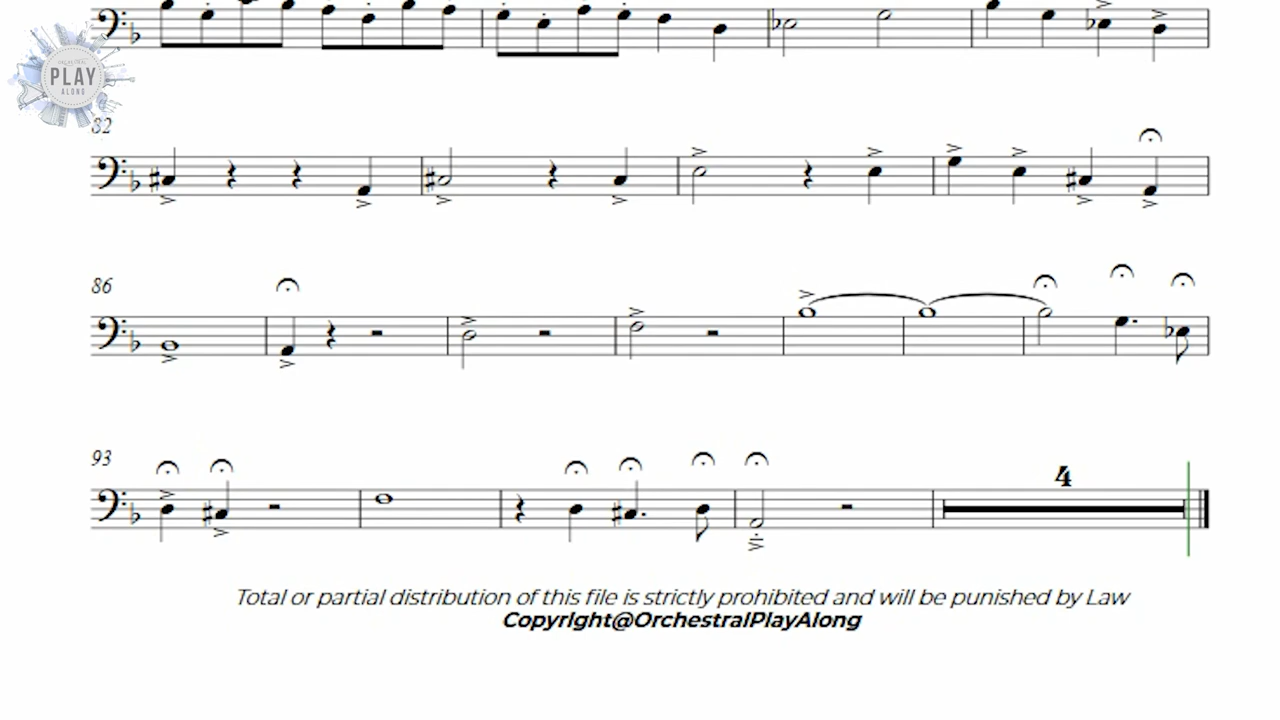 PLAY
ALONG
82
86
93
4
Total or partial distribution of this file is strictly prohibited and will be punished by Law
Copyright@OrchestralPlayAlong